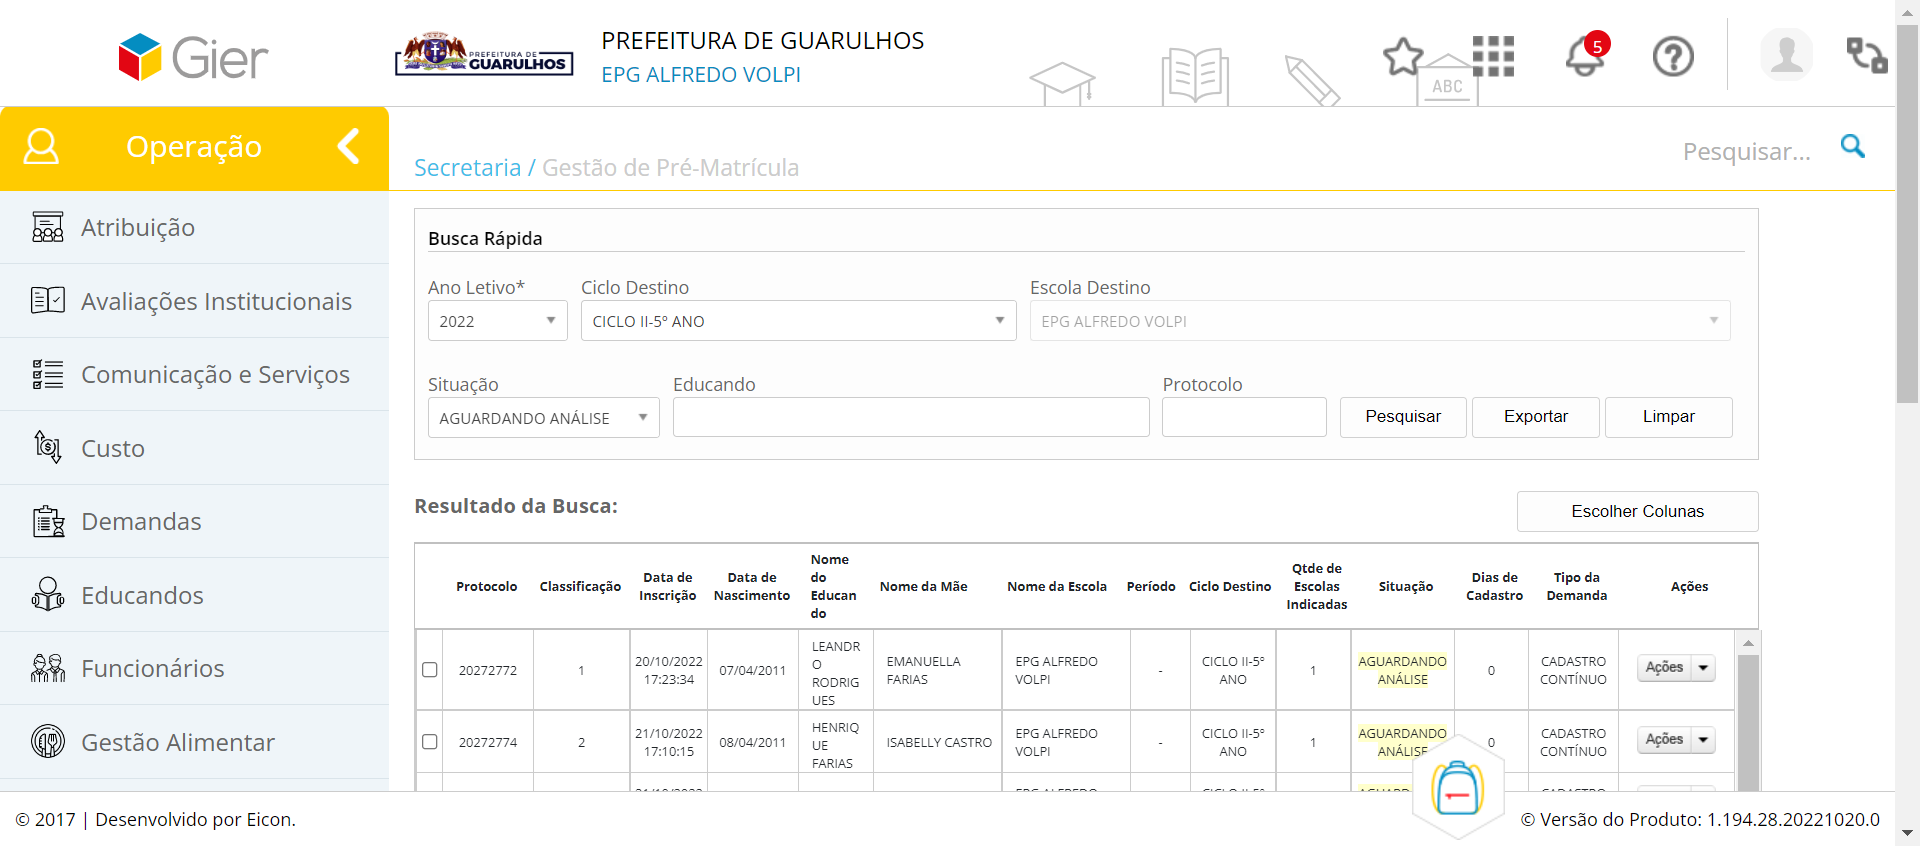 Gier
PREFEITURA DE
GUARULHOS
PREFEITURA DE GUARULHOS
EPG ALFREDO VOLPI
ABC
5
Operação
Secretaria / Gestão de Pré-Matrícula
Pesquisar...
Atribuição
Avaliações Institucionais
Comunicação e Serviços
Custo
Demandas
Educandos
Funcionários
Gestão Alimentar
Busca Rápida
Ano Letivo* Ciclo Destino Escola Destino
2022 CICLO II-5º ANO EPG ALFREDO VOLPI
Situação Educando Protocolo
AGUARDANDO ANÁLISE Pesquisar Exportar Limpar
Resultado da Busca:
Escolher Colunas
Protocolo Classificação Data de Inscrição Data de Nascimento Nome do Educando Nome da Mãe Nome da Escola Período Ciclo Destino Qtde de Escolas Indicadas Situação Dias de Cadastro Tipo da Demanda Ações
20272772 1 20/10/2022 17:23:34 07/04/2011 LEANDRO RODRIGUES EMANUELLA FARIAS EPG ALFREDO VOLPI - CICLO II-5º ANO 1 AGUARDANDO ANÁLISE 0 CADASTRO CONTÍNUO Ações
20272774 2 21/10/2022 17:10:15 08/04/2011 HENRIQUE FARIAS ISABELLY CASTRO EPG ALFREDO VOLPI - CICLO II-5º ANO 1 AGUARDANDO ANÁLISE 0 CADASTRO CONTÍNUO Ações
© 2017 | Desenvolvido por Eicon.
© Versão do Produto: 1.194.28.20221020.0